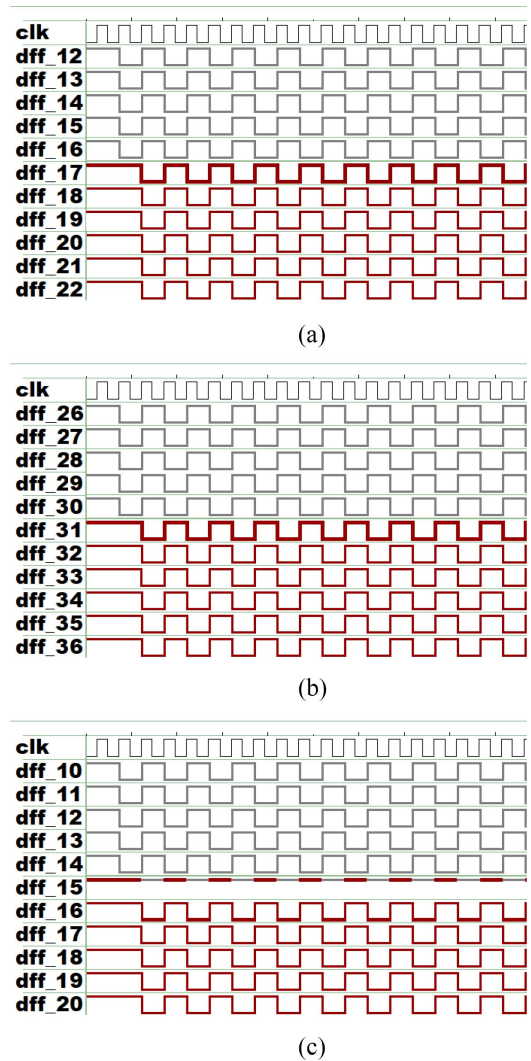 clk
dff_12
dff_13
dff_14
dff_15
dff_16
dff_17
dff_18
dff_19
dff_20
dff_21
dff_22
(a)
clk
dff_26
dff_27
dff_28
dff_29
dff_30
dff_31
dff_32
dff_33
dff_34
dff_35
dff_36
(b)
clk
dff_10
dff_11
dff_12
dff_13
dff_14
dff_15
dff_16
dff_17
dff_18
dff_19
dff_20
(c)